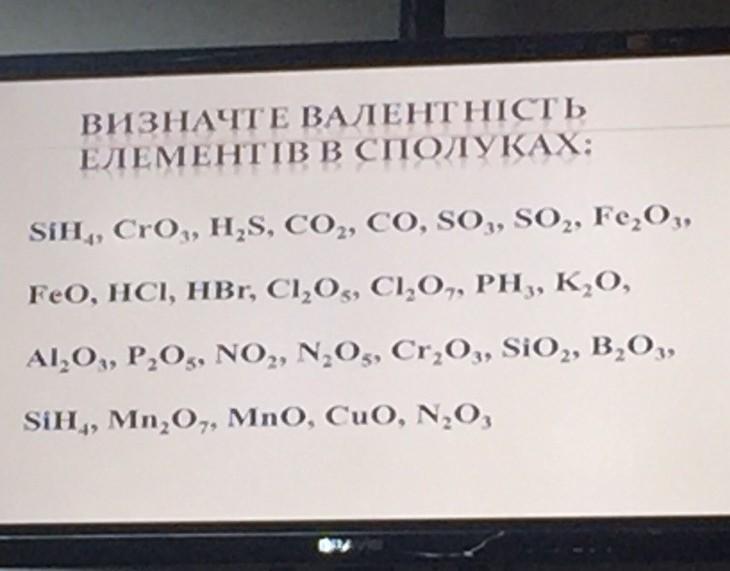 ВИЗНАЧТЕ ВАЛЕНТНІСТЬ
ЕЛЕМЕНТІВ В СПОЛУКАХ:
SiH₄, CrO₃, H₂S, CO₂, CO, SO₃, SO₂, Fe₂O₃,
FeO, HCl, HBr, Cl₂O₅, Cl₂O₇, PH₃, K₂O,
Al₂O₃, P₂O₅, NO₂, N₂O₅, Cr₂O₃, SiO₂, B₂O₃,
SiH₄, Mn₂O₇, MnO, CuO, N₂O₃